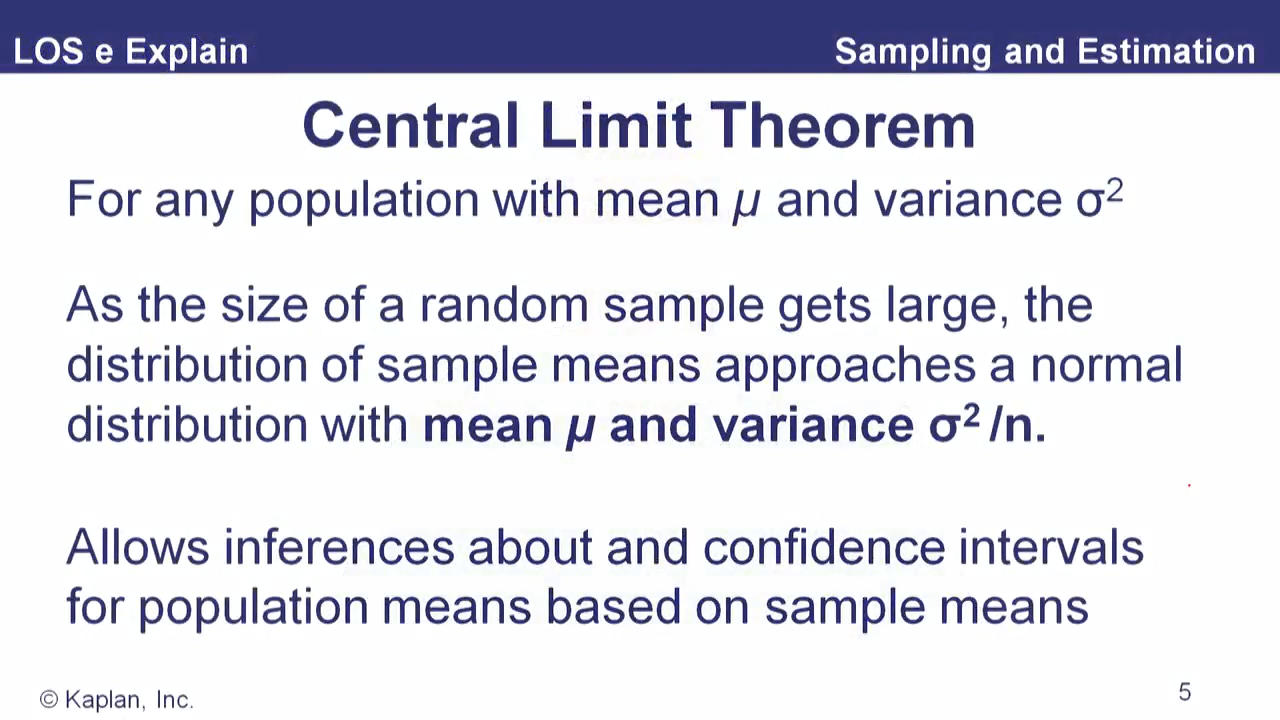 LOS e Explain
Sampling and Estimation
Central Limit Theorem
For any population with mean μ and variance σ²
As the size of a random sample gets large, the
distribution of sample means approaches a normal
distribution with mean μ and variance σ² /n.
Allows inferences about and confidence intervals
for population means based on sample means
© Kaplan, Inc.
5